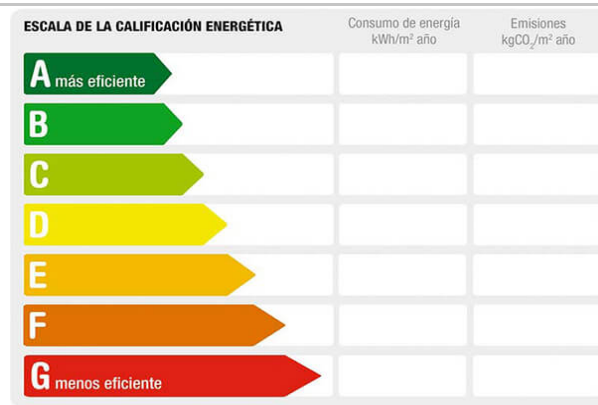 ESCALA DE LA CALIFICACIÓN ENERGÉTICA
Consumo de energía
kWh/m² año
Emisiones
kgCO₂/m² año
A más eficiente
B
C
D
E
F
G menos eficiente